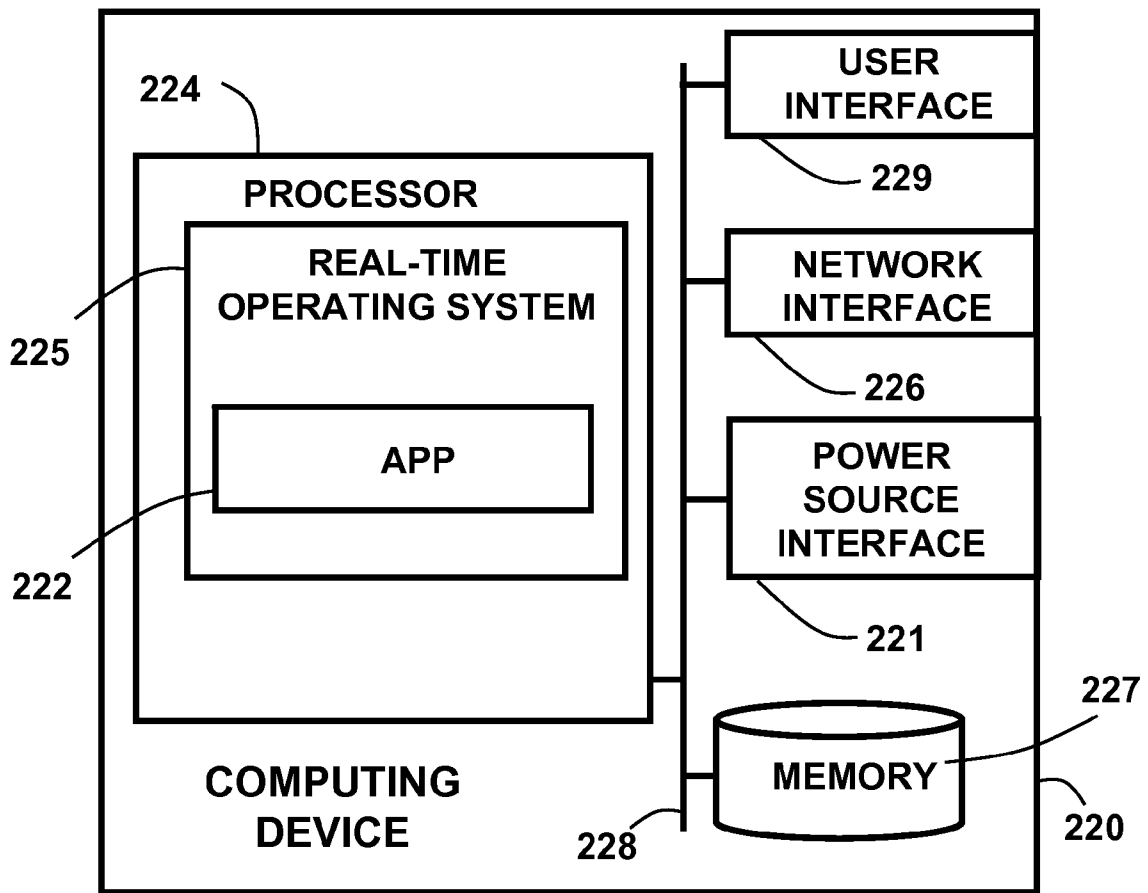 224
PROCESSOR
REAL-TIME
OPERATING SYSTEM
225
APP
222
COMPUTING
DEVICE
USER
INTERFACE
229
NETWORK
INTERFACE
226
POWER
SOURCE
INTERFACE
221
227
MEMORY
228
220